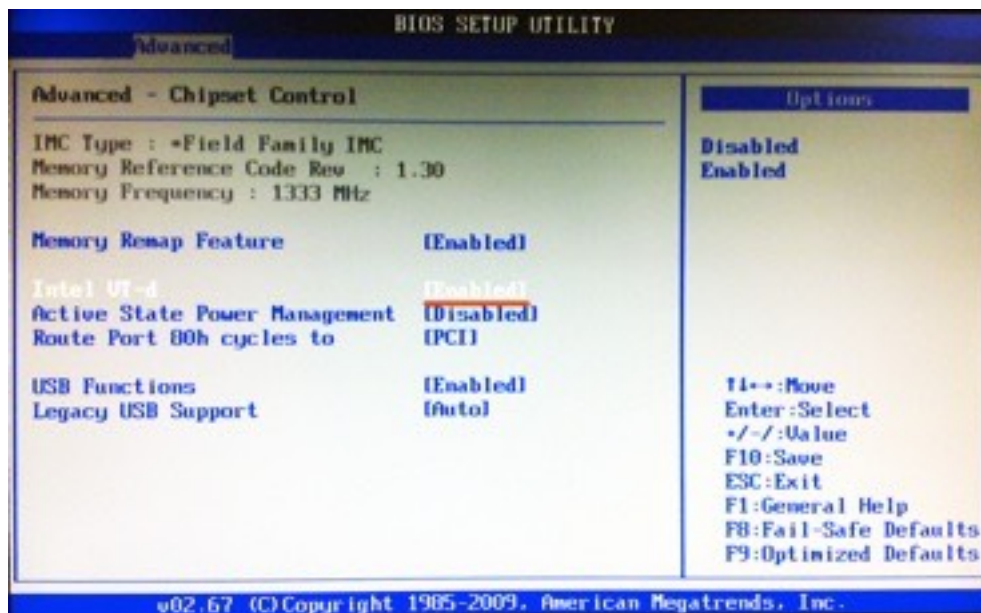 BIOS SETUP UTILITY
Advanced
Advanced - Chipset Control
IMC Type : *Field Family IMC
Memory Reference Code Rev : 1.30
Memory Frequency : 1333 MHz
Memory Remap Feature [Enabled]
Intel VT-d [Enabled]
Active State Power Management [Disabled]
Route Port 80h cycles to [PCI]
USB Functions [Enabled]
Legacy USB Support [Auto]
Options
Disabled
Enabled
↑↓←→:Move
Enter:Select
+/-/:Value
F10:Save
ESC:Exit
F1:General Help
F8:Fail-Safe Defaults
F9:Optimized Defaults
v02.67 (C)Copyright 1985-2009, American Megatrends, Inc.